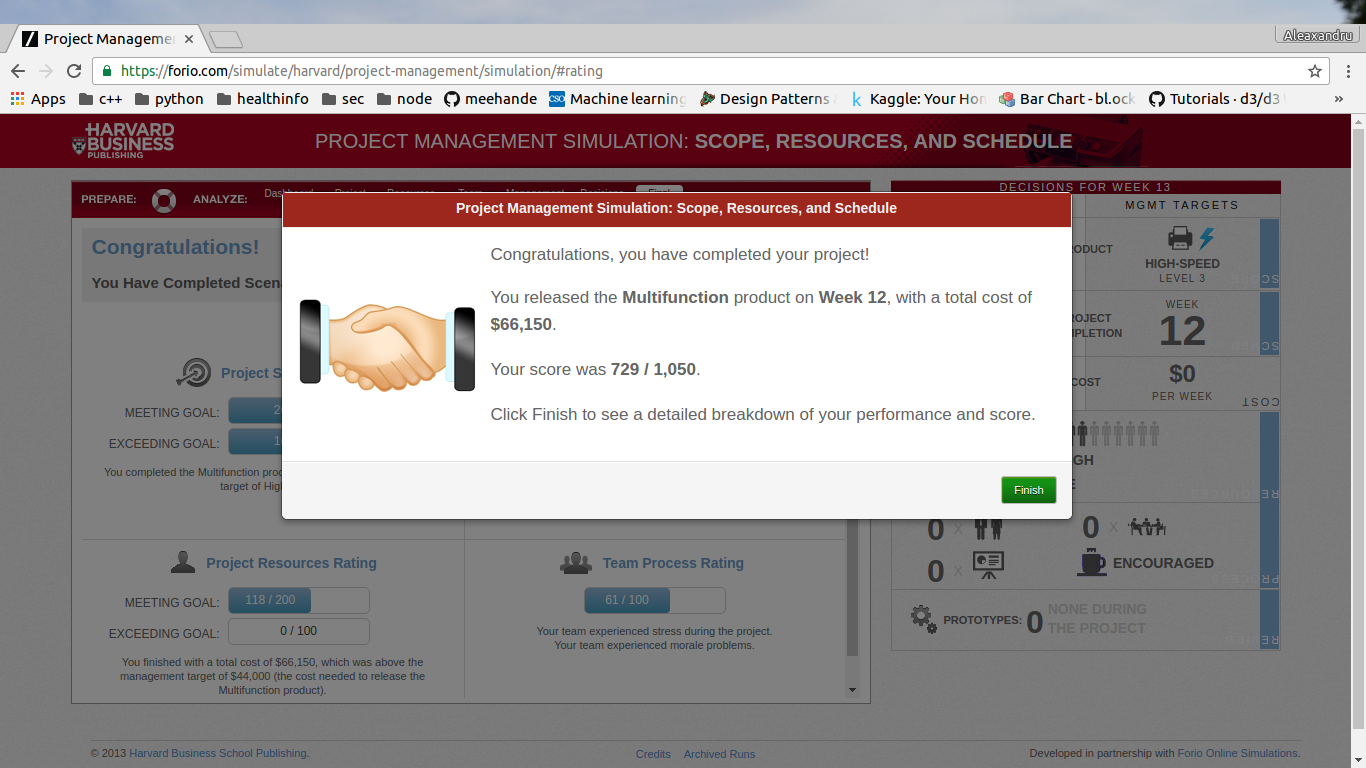 Project Manageme
Aleaxandru
https://forio.com/simulate/harvard/project-management/simulation/#rating
Apps c++ python healthinfo sec node meehande Machine learning Design Patterns Kaggle: Your Hom Bar Chart - bl.ock Tutorials · d3/d3 »
HARVARD
BUSINESS
PUBLISHING
PROJECT MANAGEMENT SIMULATION: SCOPE, RESOURCES, AND SCHEDULE
PREPARE: ANALYZE: Dashboard Project Resources Team Management Decisions Final
Project Management Simulation: Scope, Resources, and Schedule
Congratulations, you have completed your project!
You released the Multifunction product on Week 12, with a total cost of
$66,150.
Your score was 729 / 1,050.
Click Finish to see a detailed breakdown of your performance and score.
Finish
Congratulations!
You Have Completed Scena
Project S
MEETING GOAL: 2
EXCEEDING GOAL: 1
You completed the Multifunction prod
target of High
Project Resources Rating
MEETING GOAL: 118 / 200
EXCEEDING GOAL: 0 / 100
You finished with a total cost of $66,150, which was above the
management target of $44,000 (the cost needed to release the
Multifunction product).
Team Process Rating
61 / 100
Your team experienced stress during the project.
Your team experienced morale problems.
DECISIONS FOR WEEK 13
MGMT TARGETS
RODUCT
HIGH-SPEED
LEVEL 3
SCOPE
ROJECT
MPLETION
WEEK
12
SCHED
COST
$0
PER WEEK
COST
GH
E
RESOURCES
0 x 0 x
0 x ENCOURAGED
PROCESS
PROTOTYPES: 0 NONE DURING
THE PROJECT
© 2013 Harvard Business School Publishing.
Credits Archived Runs
Developed in partnership with Forio Online Simulations.